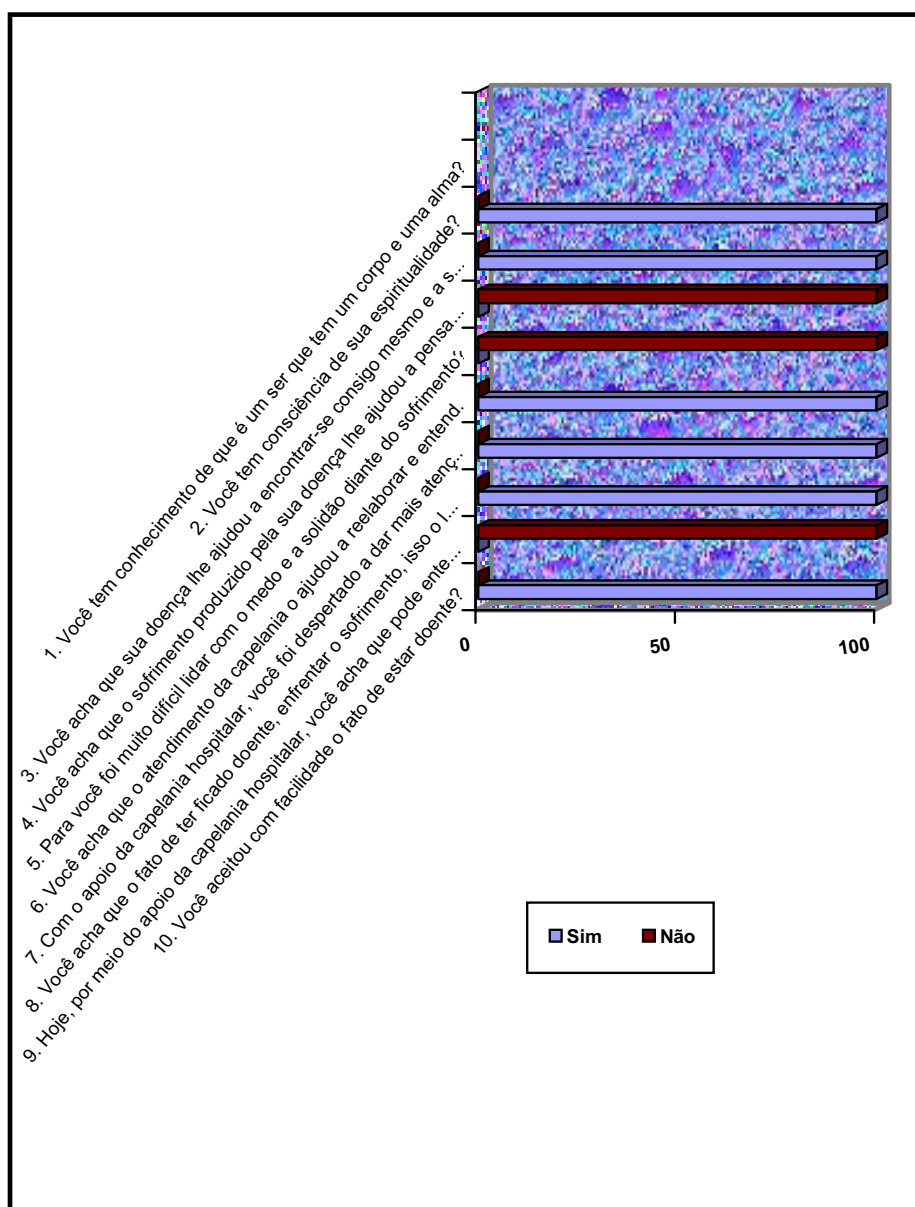 1. Você tem conhecimento de que é um ser que tem um corpo e uma alma?
2. Você tem consciência de sua espiritualidade?
3. Você acha que sua doença lhe ajudou a encontrar-se consigo mesmo e a s...
4. Você acha que o sofrimento produzido pela sua doença lhe ajudou a pensa...
5. Para você foi muito difícil lidar com o medo e a solidão diante do sofrimento?
6. Você acha que o atendimento da capelania o ajudou a reelaborar e entend.
7. Com o apoio da capelania hospitalar, você foi despertado a dar mais atenç..
8. Você acha que o fato de ter ficado doente, enfrentar o sofrimento, isso o l...
9. Hoje, por meio do apoio da capelania hospitalar, você acha que pode ente...
10. Você aceitou com facilidade o fato de estar doente?
0 50 100
Sim Não